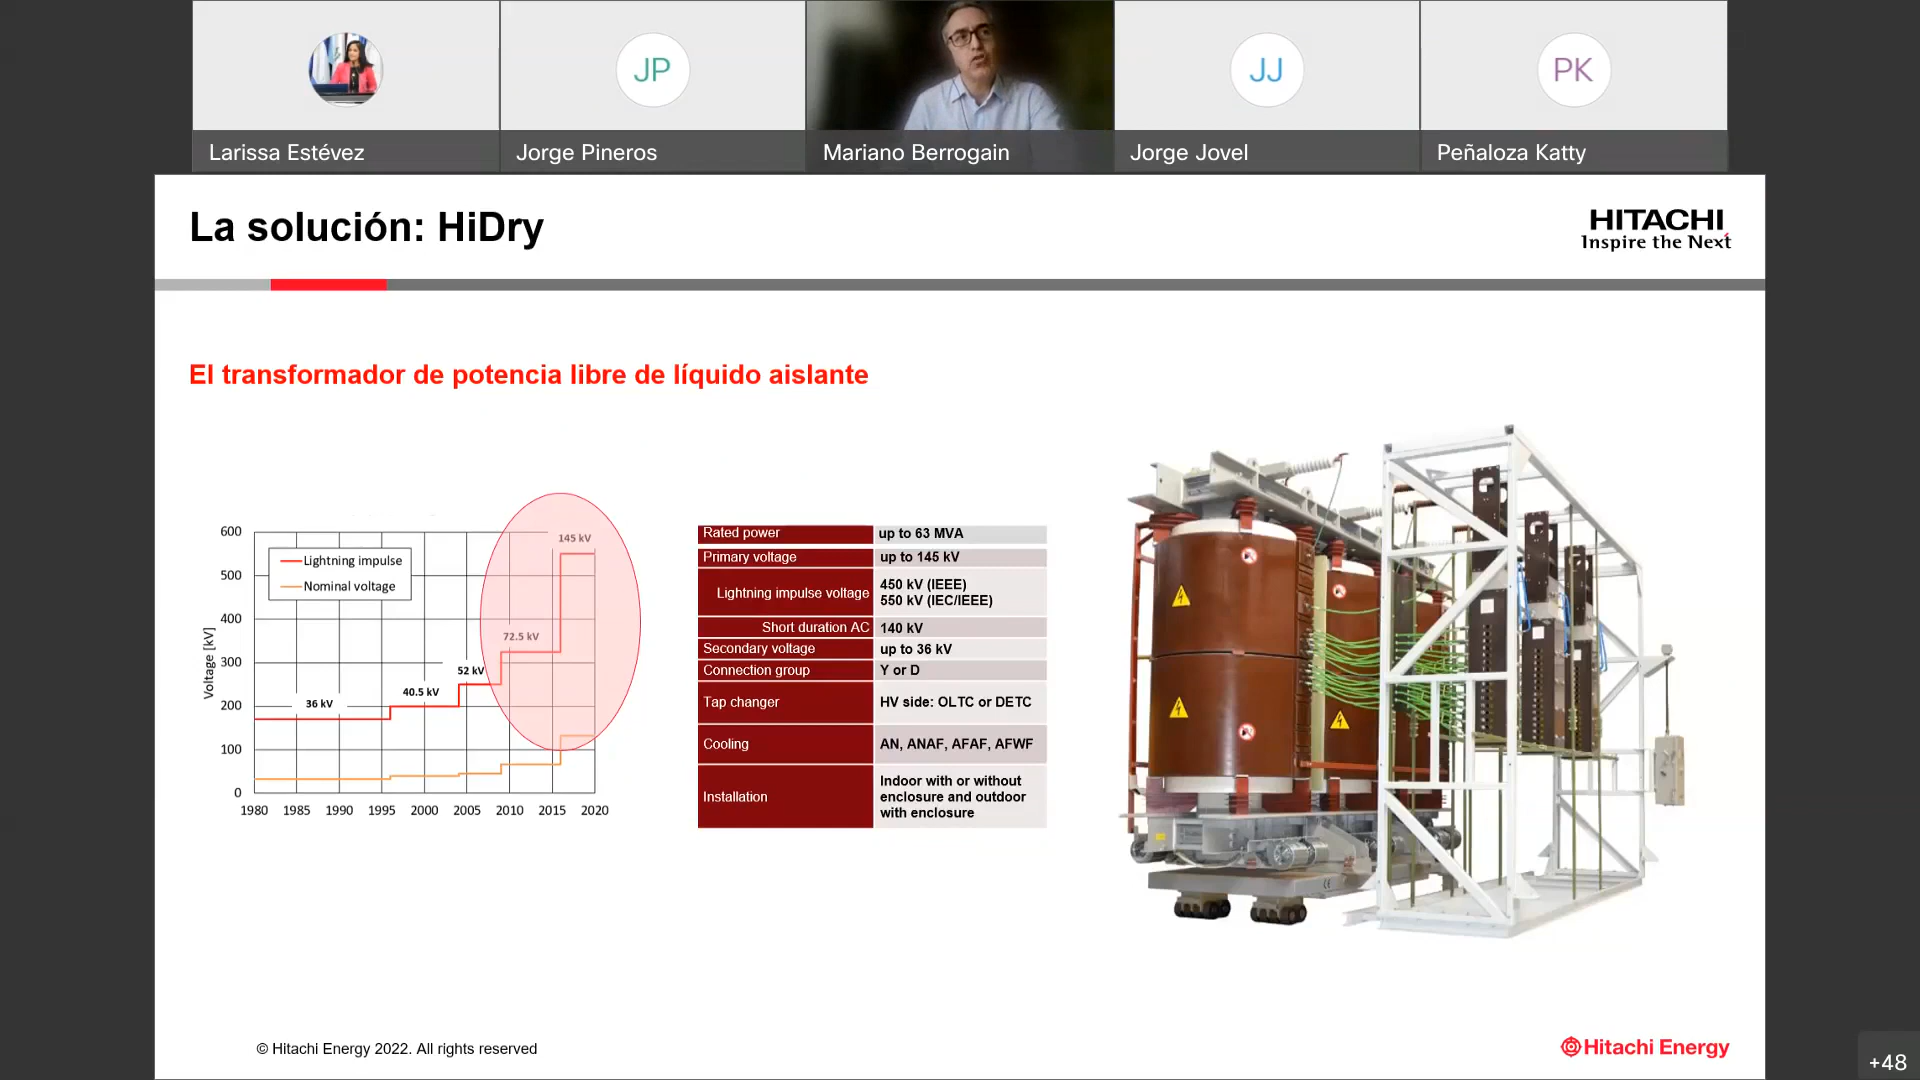 JP
JJ
PK
Larissa Estévez
Jorge Pineros
Mariano Berrogain
Jorge Jovel
Peñaloza Katty
La solución: HiDry
HITACHI
Inspire the Next
El transformador de potencia libre de líquido aislante
Voltage [kV]
600
500
400
300
200
100
0
Lightning impulse
Nominal voltage
36 kV
40.5 kV
52 kV
72.5 kV
145 kV
1980 1985 1990 1995 2000 2005 2010 2015 2020
Rated power up to 63 MVA
Primary voltage up to 145 kV
Lightning impulse voltage 450 kV (IEEE)
550 kV (IEC/IEEE)
Short duration AC 140 kV
Secondary voltage up to 36 kV
Connection group Y or D
Tap changer HV side: OLTC or DETC
Cooling AN, ANAF, AFAF, AFWF
Installation Indoor with or without
enclosure and outdoor
with enclosure
© Hitachi Energy 2022. All rights reserved
Hitachi Energy
+48